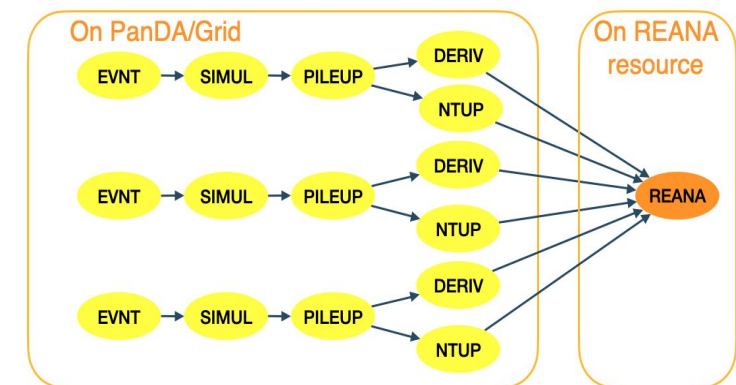 On PanDA/Grid
On REANA
resource
DERIV
EVNT
SIMUL
PILEUP
NTUP
DERIV
EVNT
SIMUL
PILEUP
REANA
NTUP
DERIV
EVNT
SIMUL
PILEUP
NTUP